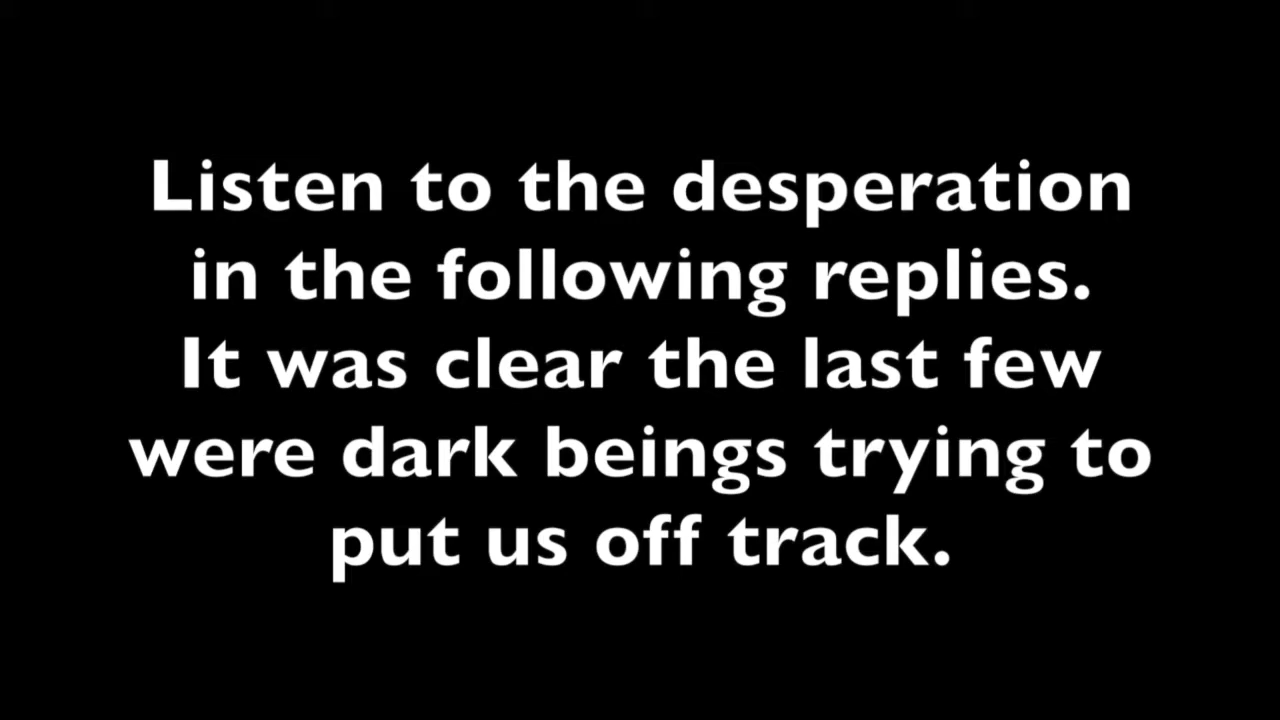 Listen to the desperation
in the following replies.
It was clear the last few
were dark beings trying to
put us off track.